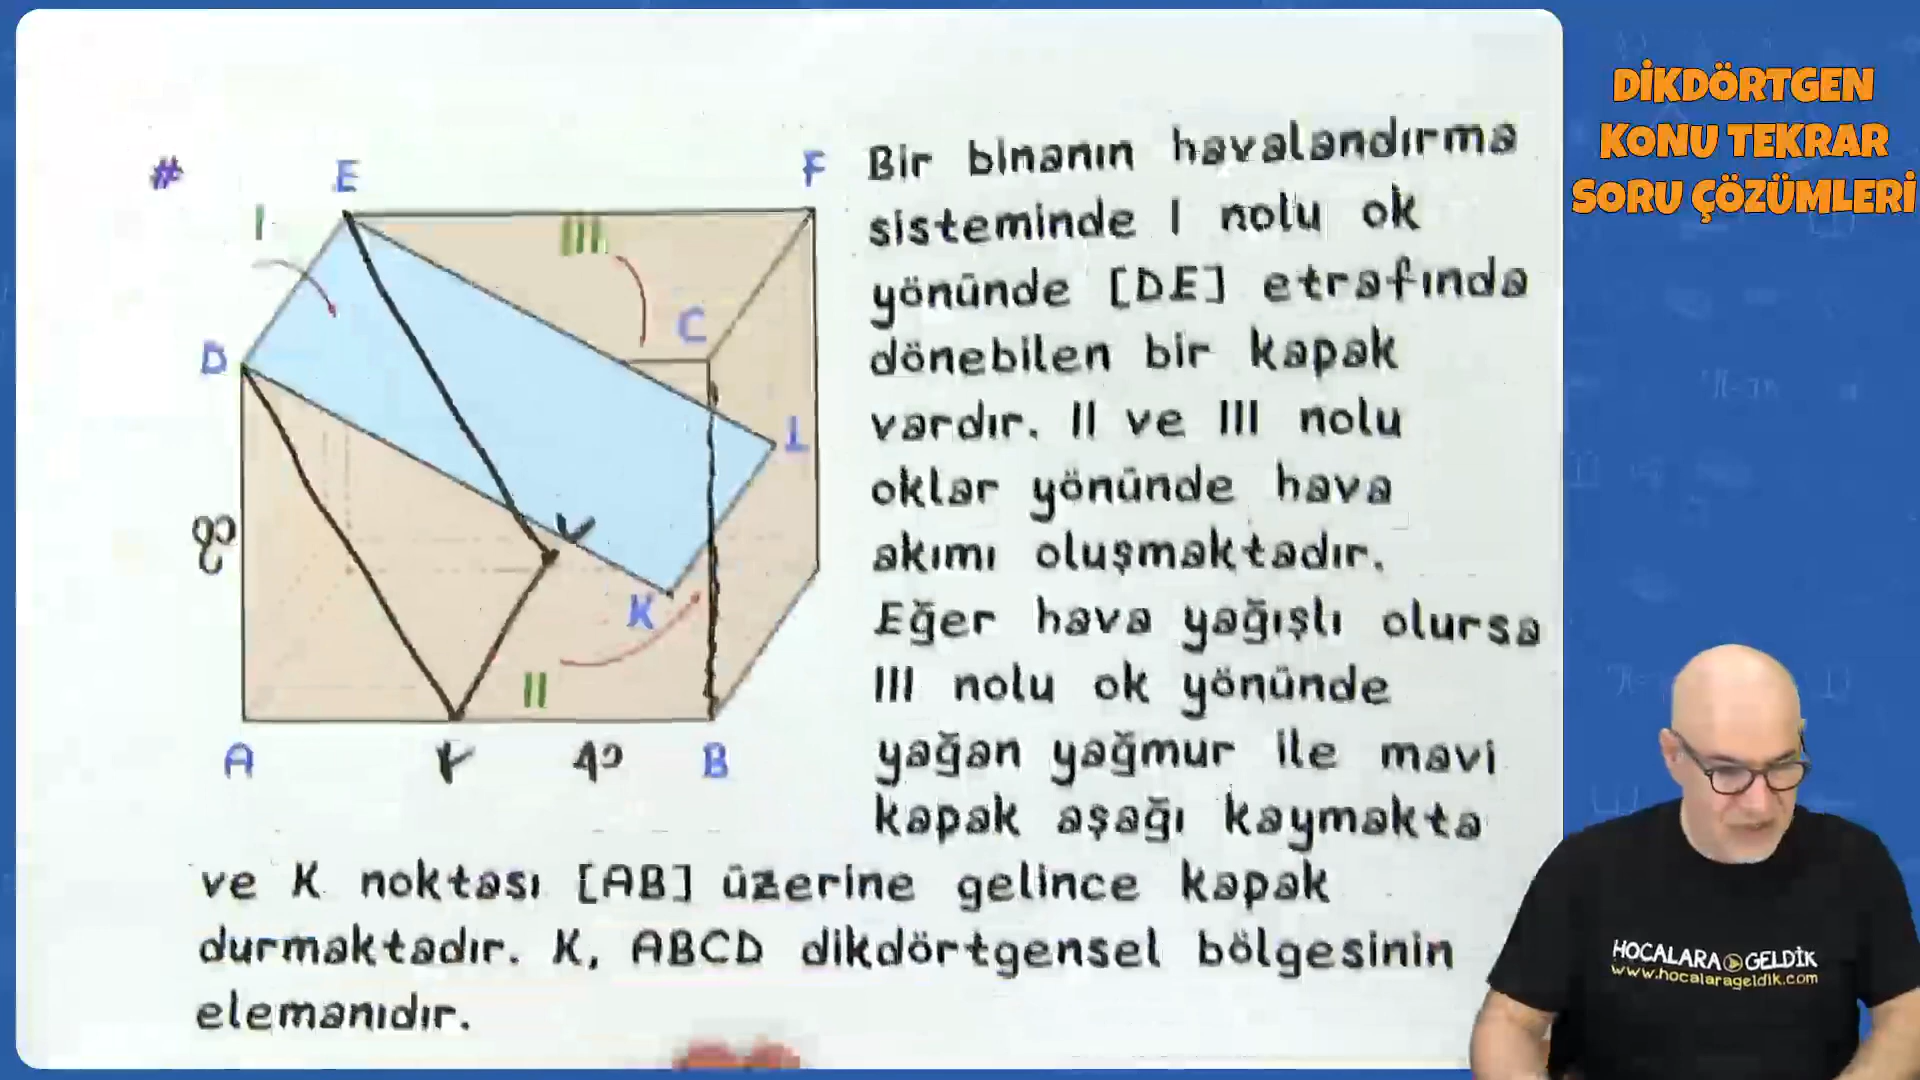 DİKDÖRTGEN
KONU TEKRAR
SORU ÇÖZÜMLERİ
#
E
F
I
III
C
D
L
K
II
A
B
Bir binanın havalandırma
sisteminde I nolu ok
yönünde [DE] etrafında
dönebilen bir kapak
vardır. II ve III nolu
oklar yönünde hava
akımı oluşmaktadır.
Eğer hava yağışlı olursa
III nolu ok yönünde
yağan yağmur ile mavi
kapak aşağı kaymakta
ve K noktası [AB] üzerine gelince kapak
durmaktadır. K, ABCD dikdörtgensel bölgesinin
elemanıdır.
HOCALARA GELDİK
www.hocalarageldik.com